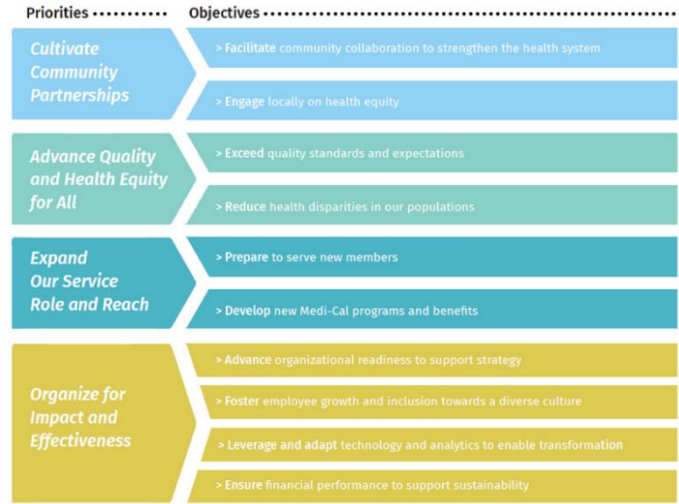 Priorities
Objectives
Cultivate
Community
Partnerships
> Facilitate community collaboration to strengthen the health system
> Engage locally on health equity
Advance Quality
and Health Equity
for All
> Exceed quality standards and expectations
> Reduce health disparities in our populations
Expand
Our Service
Role and Reach
> Prepare to serve new members
> Develop new Medi-Cal programs and benefits
Organize for
Impact and
Effectiveness
> Advance organizational readiness to support strategy
> Foster employee growth and inclusion towards a diverse culture
> Leverage and adapt technology and analytics to enable transformation
> Ensure financial performance to support sustainability